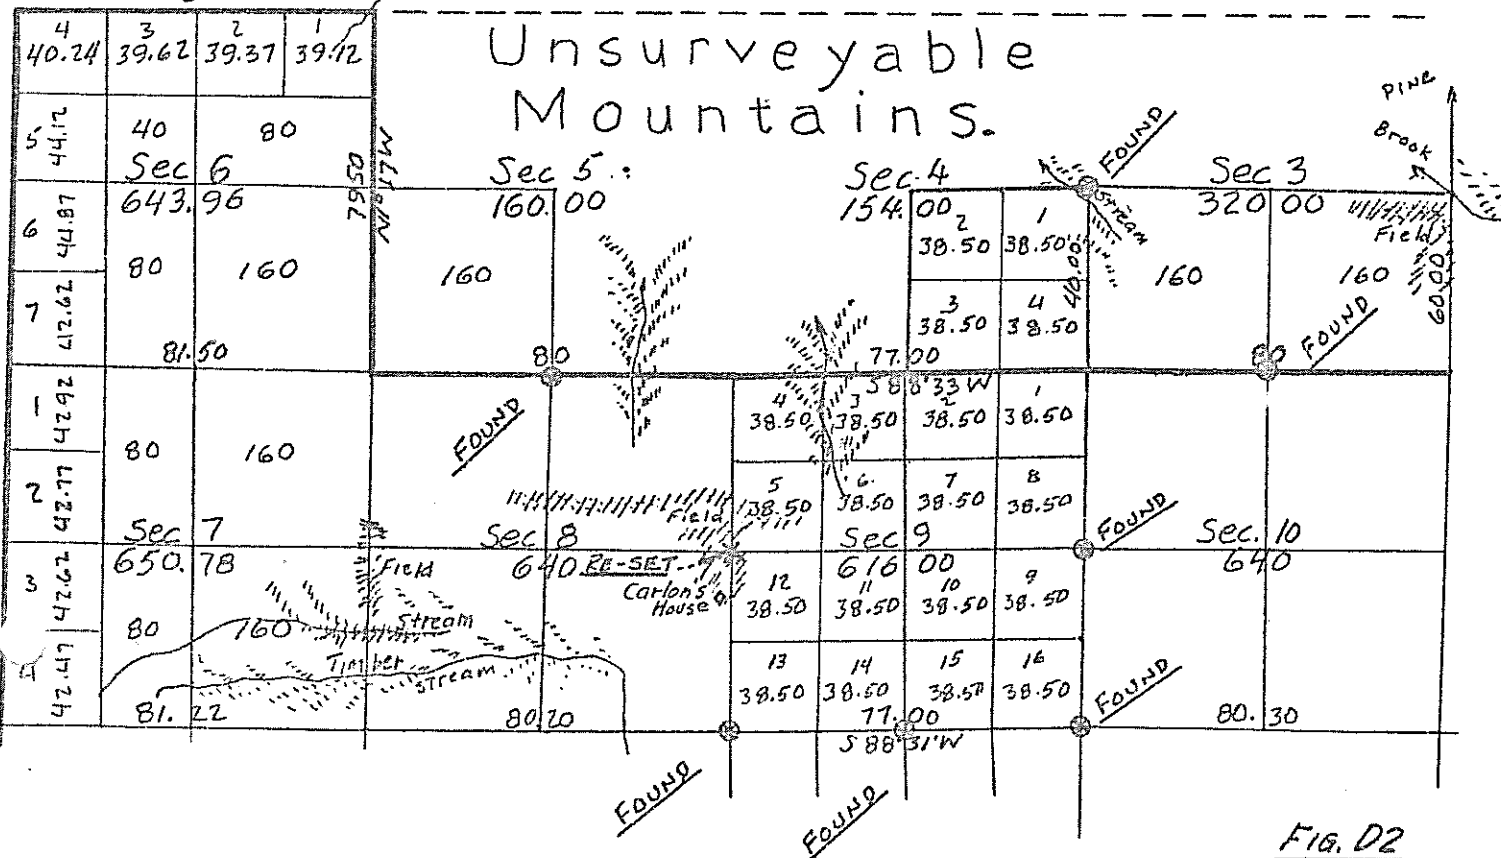 4 3 2 1
40.24 39.62 39.37 39.12
Unsurveyable
Mountains.
PINE
Brook
FOUND
5 44.12
40 80
Sec 6
643.96
Sec 5
160.00
Sec. 4
154.00
Sec 3
320 00
6 44.87
80 160
160
2 1
38.50 38.50
Stream
40.00
160 160
Field
60.00
7 42.62
3 4
38.50 38.50
81.50
80
77.00
80
FOUND
S 88°33'W
1 42.92
80 160
FOUND
4 3 2 1
38.50 38.50 38.50 38.50
2 42.77
5 6. 7 8
38.50 38.50 38.50 38.50
Field
FOUND
Sec 7
650.78
Sec 8
640
RE-SET
Sec 9
616 00
Sec. 10
640
3 42.62
Field
Carlon's
House
12 11 10 9
38.50 38.50 38.50 38.50
80 160
Stream
Timber
stream
4 42.47
13 14 15 16
38.50 38.50 38.50 38.50
FOUND
81.22
80.20
77.00
80.30
S 88°31'W
FOUND
FOUND
FIG. D2